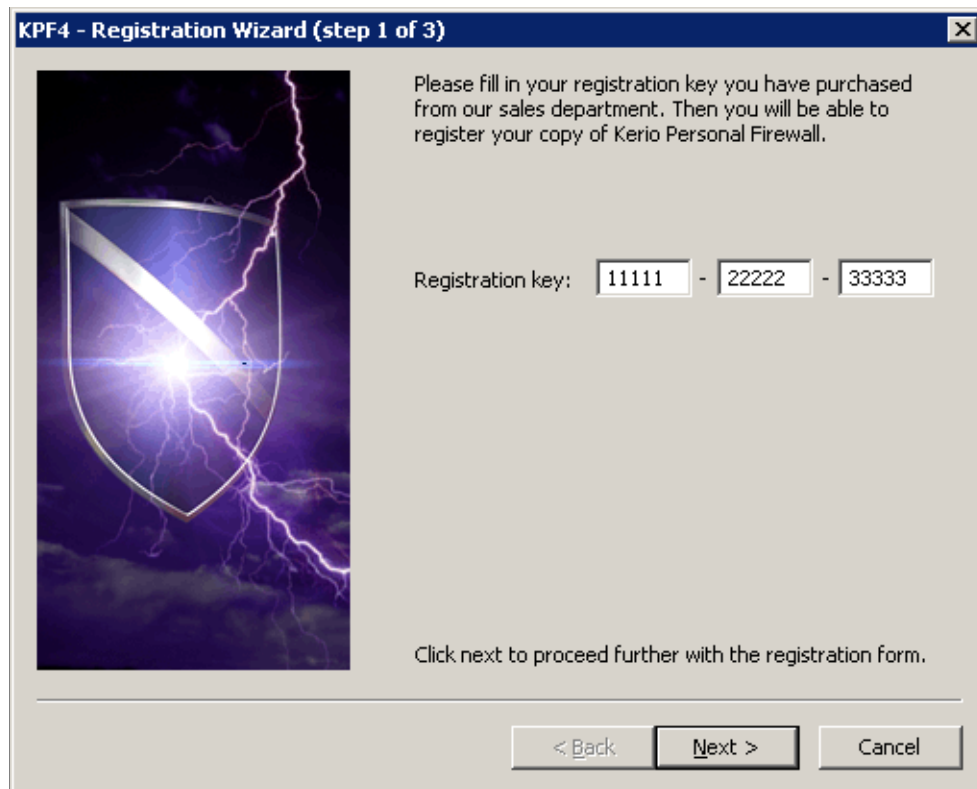 KPF4 - Registration Wizard (step 1 of 3)
Please fill in your registration key you have purchased
from our sales department. Then you will be able to
register your copy of Kerio Personal Firewall.
Registration key: 11111 - 22222 - 33333
Click next to proceed further with the registration form.
< Back Next > Cancel